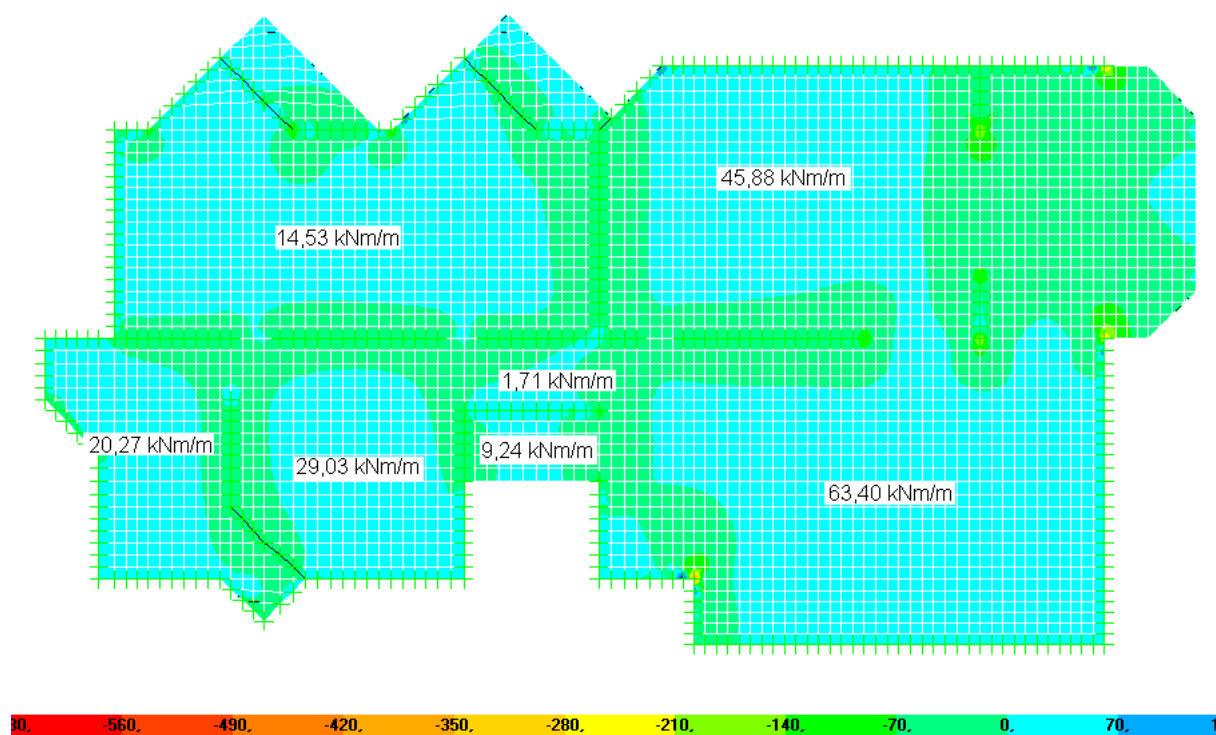 45,88 kNm/m
14,53 kNm/m
1,71 kNm/m
20,27 kNm/m
29,03 kNm/m
9,24 kNm/m
63,40 kNm/m
-560, -490, -420, -350, -280, -210, -140, -70, 0, 70,